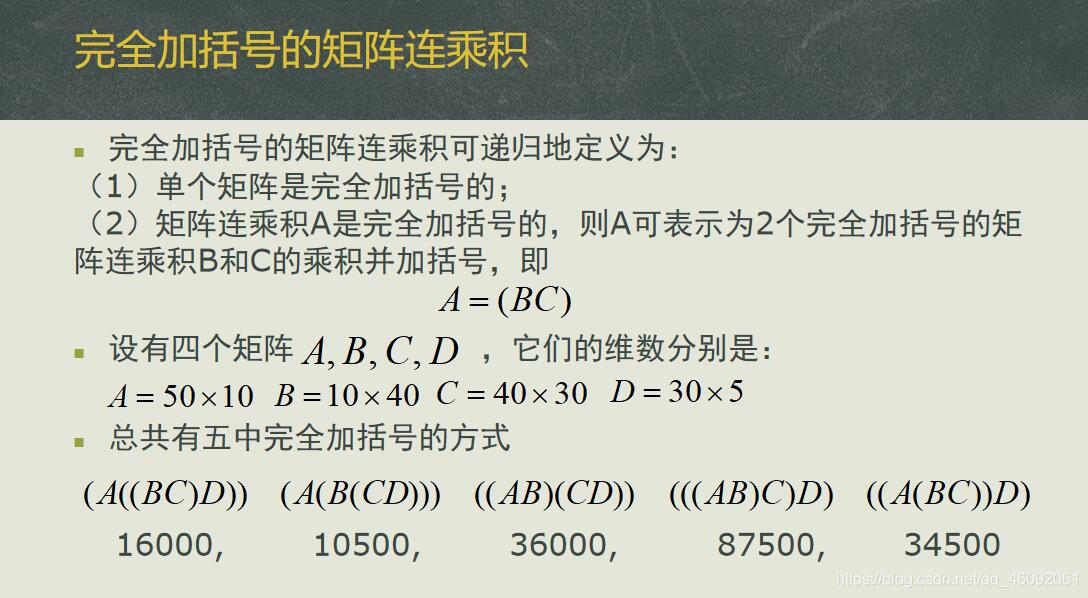 完全加括号的矩阵连乘积
■ 完全加括号的矩阵连乘积可递归地定义为：
（1）单个矩阵是完全加括号的；
（2）矩阵连乘积A是完全加括号的，则A可表示为2个完全加括号的矩
阵连乘积B和C的乘积并加括号，即
A = (BC)
■ 设有四个矩阵 A, B, C, D ，它们的维数分别是：
A = 50×10 B =10×40 C = 40×30 D = 30×5
■ 总共有五中完全加括号的方式
(A((BC)D)) (A(B(CD))) ((AB)(CD)) (((AB)C)D) ((A(BC))D)
16000, 10500, 36000, 87500, 34500
https://blog.csdn.net/qq_46092061